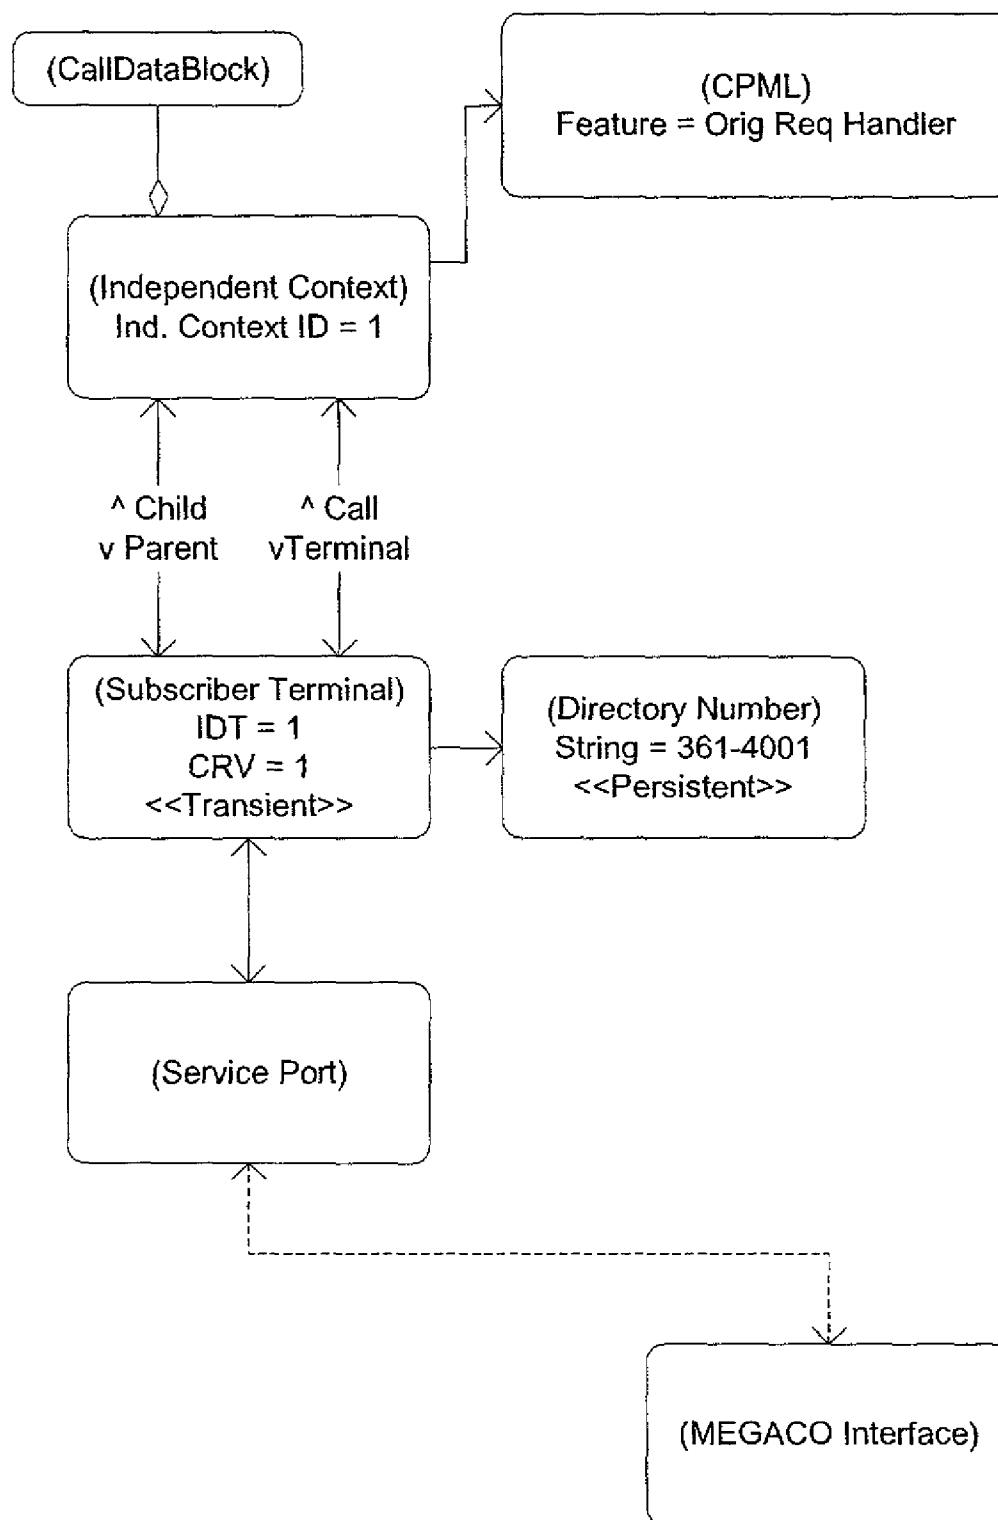 (CallDataBlock)
(CPML)
Feature = Orig Req Handler
(Independent Context)
Ind. Context ID = 1
^ Child
v Parent
^ Call
vTerminal
(Subscriber Terminal)
IDT = 1
CRV = 1
<<Transient>>
(Directory Number)
String = 361-4001
<<Persistent>>
(Service Port)
(MEGACO Interface)